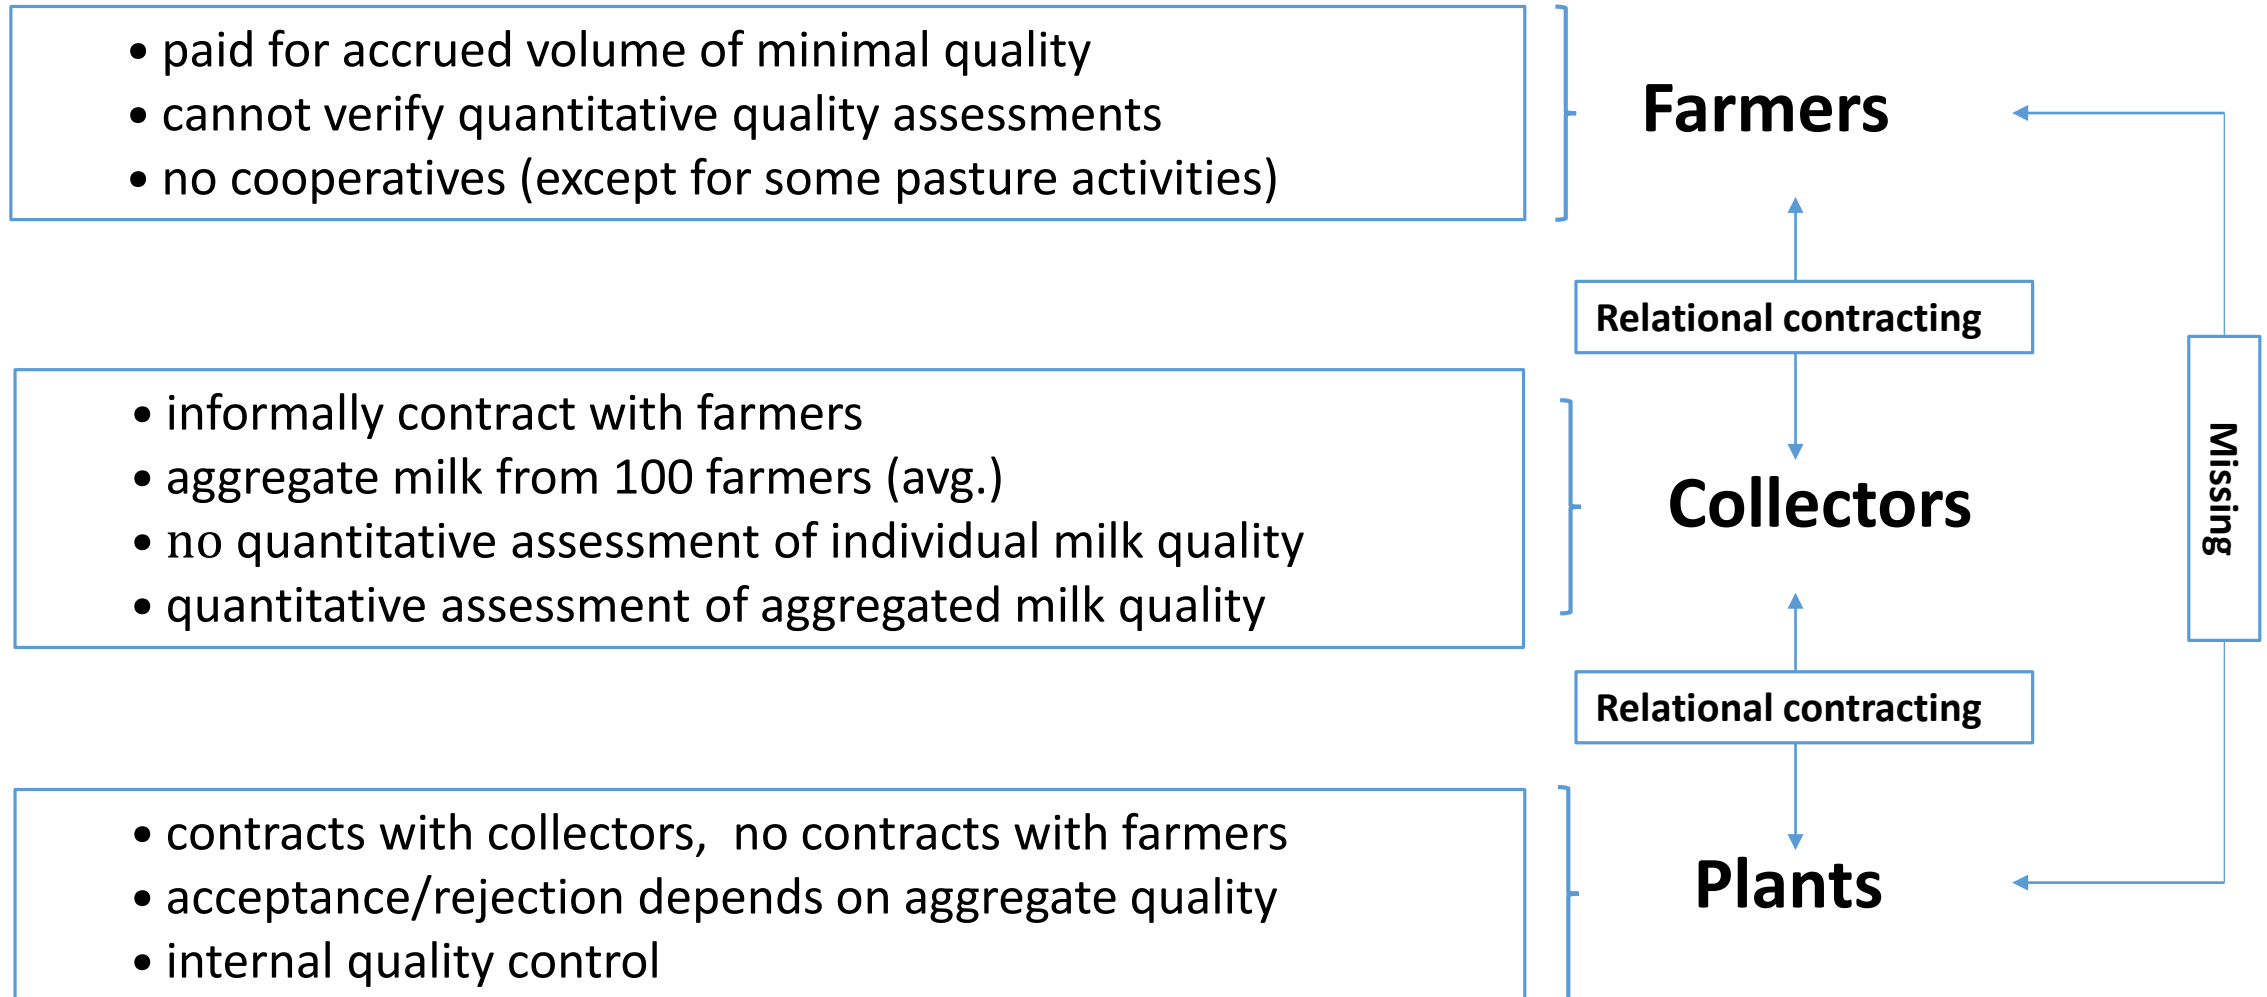 • paid for accrued volume of minimal quality
• cannot verify quantitative quality assessments
• no cooperatives (except for some pasture activities)
Farmers
Relational contracting
• informally contract with farmers
• aggregate milk from 100 farmers (avg.)
• no quantitative assessment of individual milk quality
• quantitative assessment of aggregated milk quality
Collectors
Missing
Relational contracting
• contracts with collectors,  no contracts with farmers
• acceptance/rejection depends on aggregate quality
• internal quality control
Plants